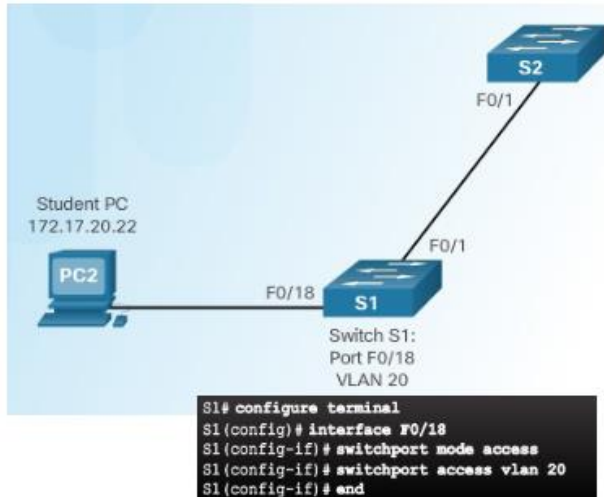 S2
F0/1
Student PC
172.17.20.22
PC2
F0/1
F0/18
S1
Switch S1:
Port F0/18
VLAN 20
S1# configure terminal
S1(config)# interface F0/18
S1(config-if)# switchport mode access
S1(config-if)# switchport access vlan 20
S1(config-if)# end